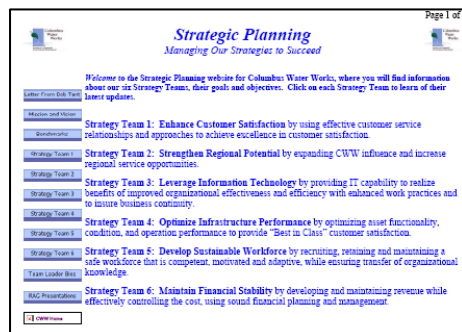 Page 1 of
Columbus
Water
Works
Strategic Planning
Columbus
Water
Works
Managing Our Strategies to Succeed
Welcome to the Strategic Planning website for Columbus Water Works, where you will find information
about our six Strategy Teams, their goals and objectives. Click on each Strategy Team to learn of their
latest updates.
Letter From Bob Tant
Mission and Vision
Benchmarks
Strategy Team 1
Strategy Team 2
Strategy Team 3
Strategy Team 4
Strategy Team 5
Strategy Team 6
Team Leader Bios
RAC Presentations
CWW Home
Strategy Team 1: Enhance Customer Satisfaction by using effective customer service
relationships and approaches to achieve excellence in customer satisfaction.
Strategy Team 2: Strengthen Regional Potential by expanding CWW influence and increase
regional service opportunities.
Strategy Team 3: Leverage Information Technology by providing IT capability to realize
benefits of improved organizational effectiveness and efficiency with enhanced work practices and
to insure business continuity.
Strategy Team 4: Optimize Infrastructure Performance by optimizing asset functionality,
condition, and operation performance to provide “Best in Class” customer satisfaction.
Strategy Team 5: Develop Sustainable Workforce by recruiting, retaining and maintaining a
safe workforce that is competent, motivated and adaptive, while ensuring transfer of organizational
knowledge.
Strategy Team 6: Maintain Financial Stability by developing and maintaining revenue while
effectively controlling the cost, using sound financial planning and management.